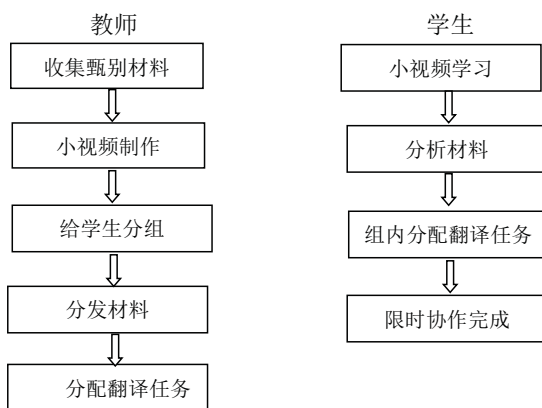 教师
收集甄别材料
小视频制作
给学生分组
分发材料
分配翻译任务
学生
小视频学习
分析材料
组内分配翻译任务
限时协作完成